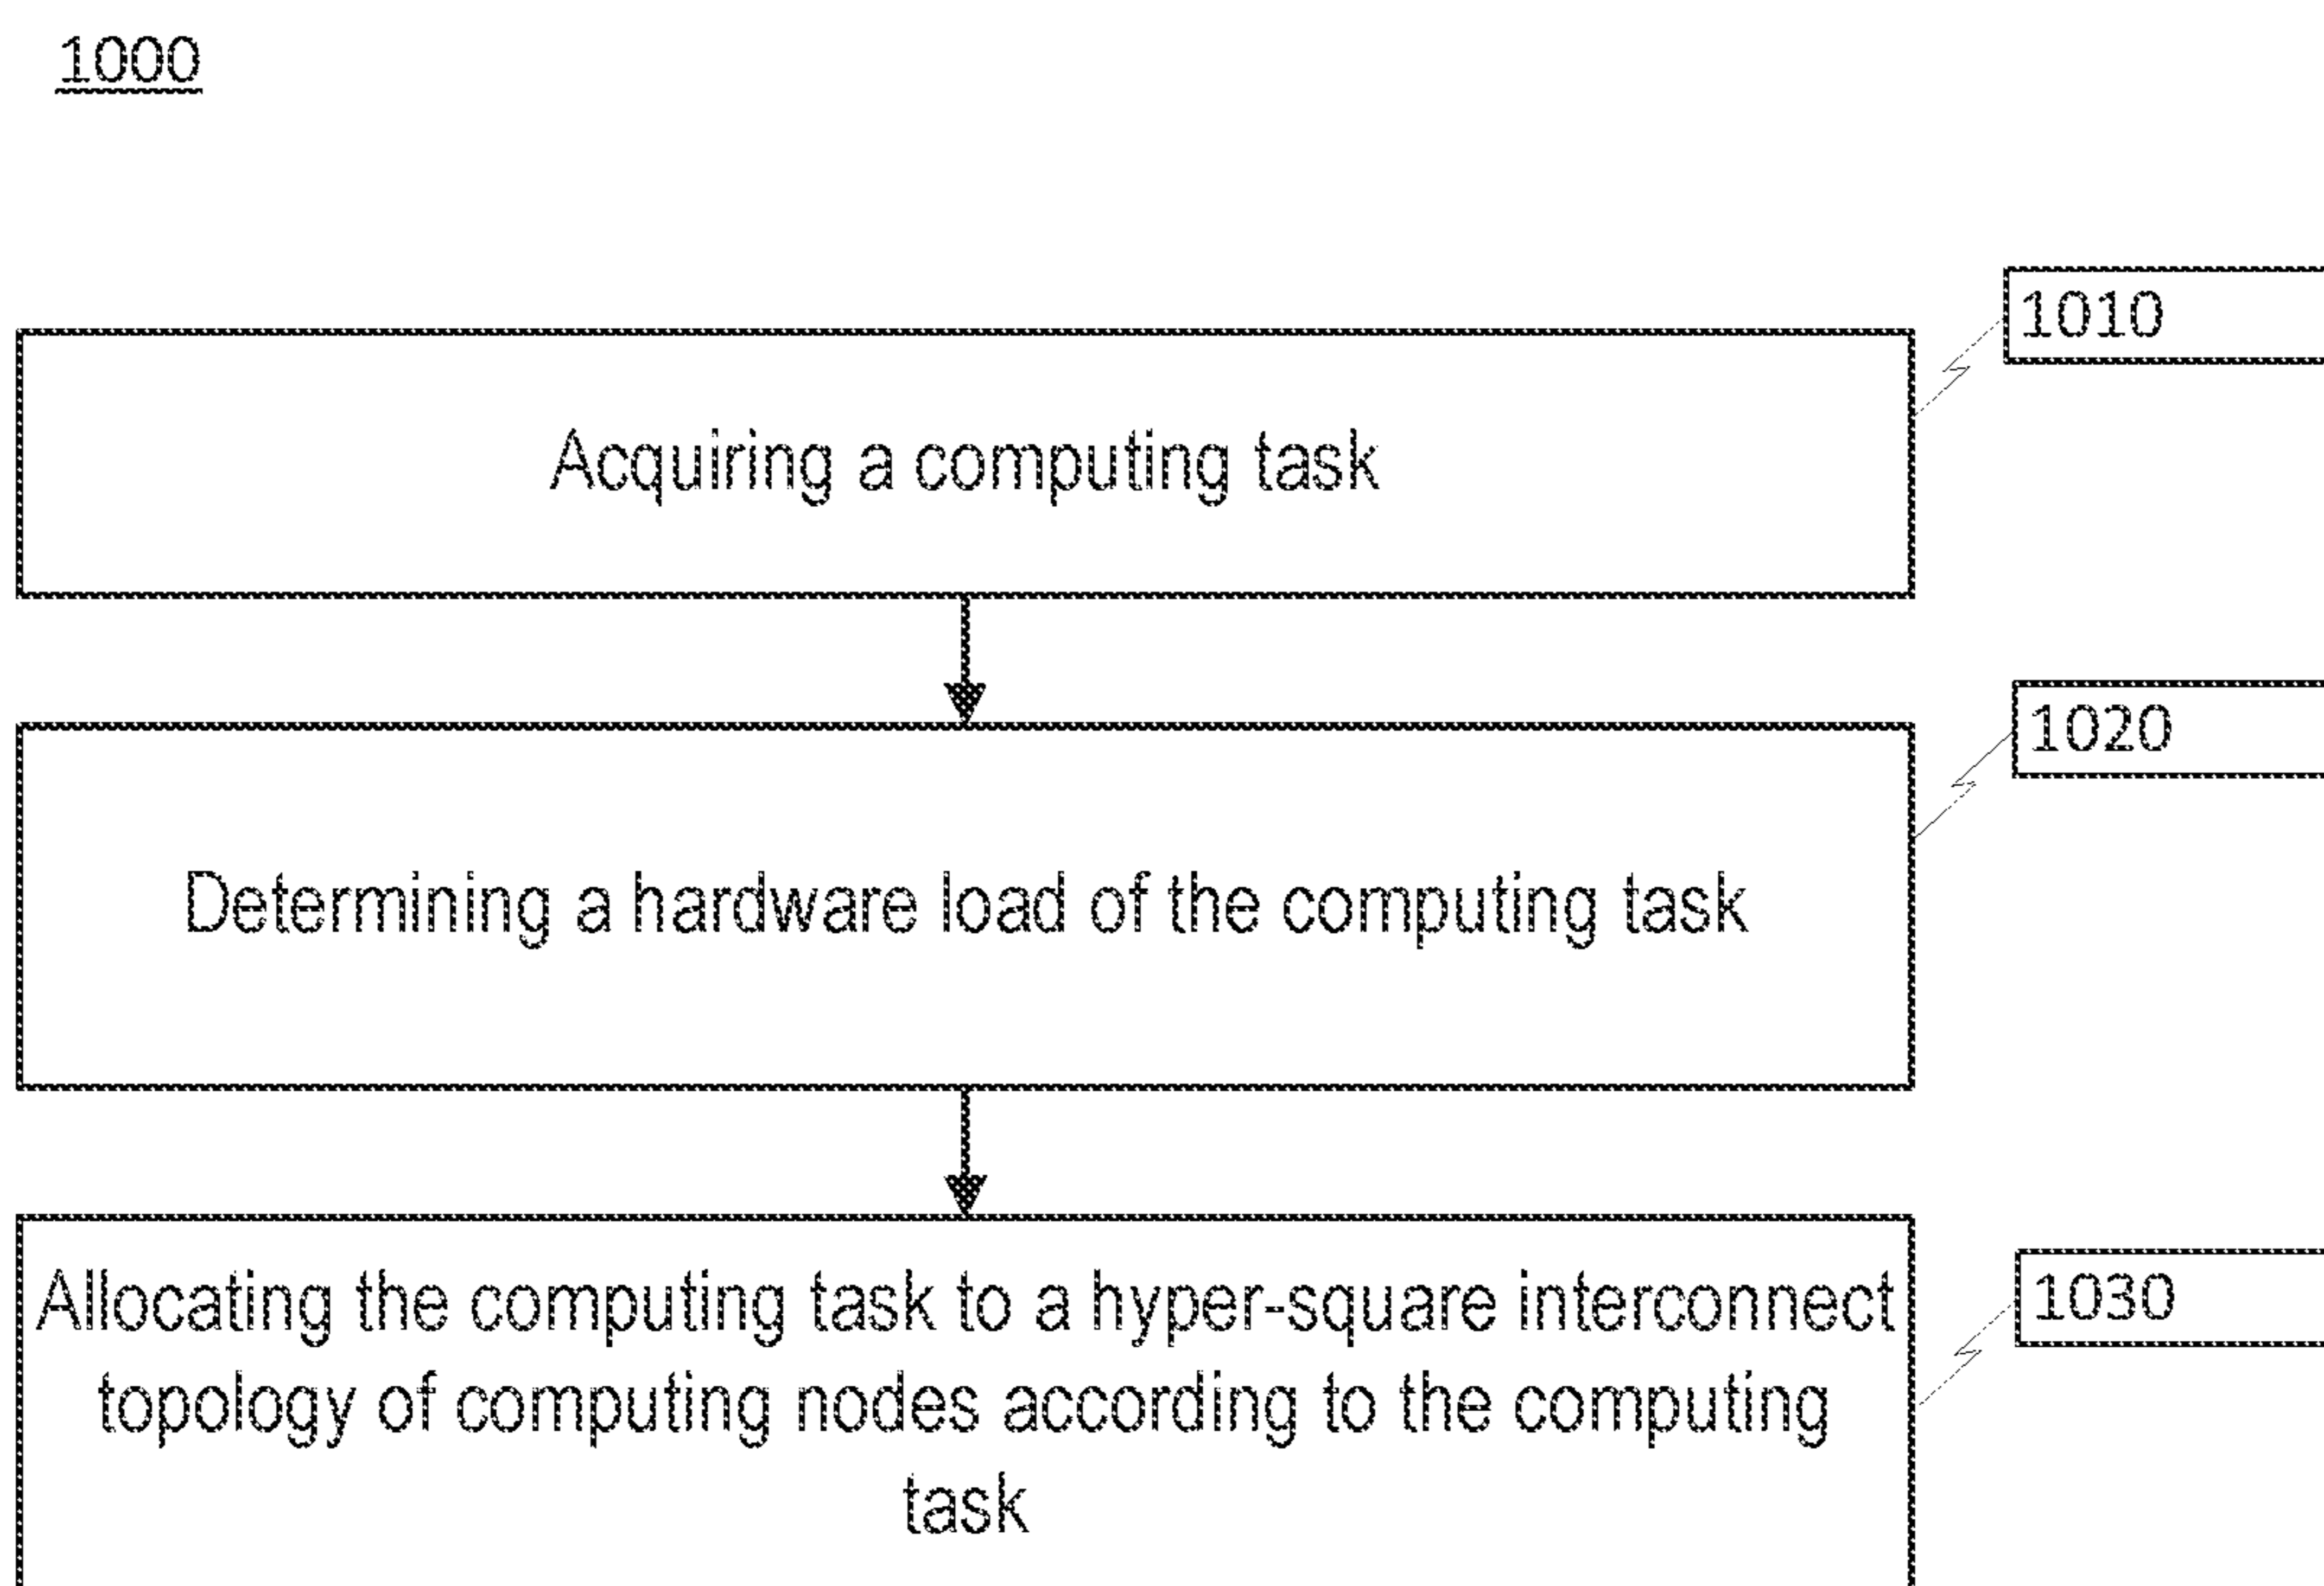 1000
1010
Acquiring a computing task
1020
Determining a hardware load of the computing task
1030
Allocating the computing task to a hyper-square interconnect
topology of computing nodes according to the computing
task